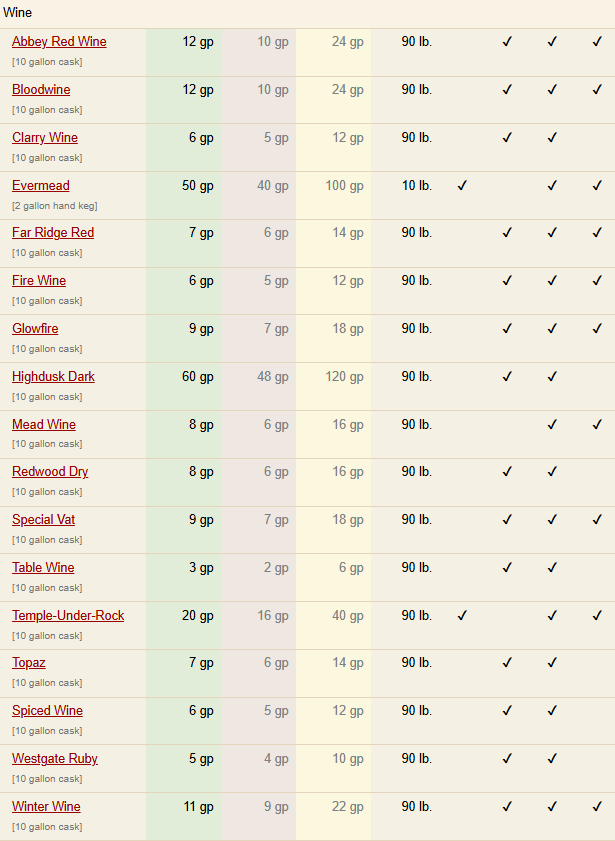 Wine
Abbey Red Wine 12 gp 10 gp 24 gp 90 lb. ✓ ✓ ✓
[10 gallon cask]
Bloodwine 12 gp 10 gp 24 gp 90 lb. ✓ ✓ ✓
[10 gallon cask]
Clarry Wine 6 gp 5 gp 12 gp 90 lb. ✓ ✓
[10 gallon cask]
Evermead 50 gp 40 gp 100 gp 10 lb. ✓ ✓ ✓
[2 gallon hand keg]
Far Ridge Red 7 gp 6 gp 14 gp 90 lb. ✓ ✓ ✓
[10 gallon cask]
Fire Wine 6 gp 5 gp 12 gp 90 lb. ✓ ✓ ✓
[10 gallon cask]
Glowfire 9 gp 7 gp 18 gp 90 lb. ✓ ✓ ✓
[10 gallon cask]
Highdusk Dark 60 gp 48 gp 120 gp 90 lb. ✓ ✓
[10 gallon cask]
Mead Wine 8 gp 6 gp 16 gp 90 lb. ✓ ✓
[10 gallon cask]
Redwood Dry 8 gp 6 gp 16 gp 90 lb. ✓ ✓
[10 gallon cask]
Special Vat 9 gp 7 gp 18 gp 90 lb. ✓ ✓ ✓
[10 gallon cask]
Table Wine 3 gp 2 gp 6 gp 90 lb. ✓ ✓
[10 gallon cask]
Temple-Under-Rock 20 gp 16 gp 40 gp 90 lb. ✓ ✓ ✓
[10 gallon cask]
Topaz 7 gp 6 gp 14 gp 90 lb. ✓ ✓
[10 gallon cask]
Spiced Wine 6 gp 5 gp 12 gp 90 lb. ✓ ✓
[10 gallon cask]
Westgate Ruby 5 gp 4 gp 10 gp 90 lb. ✓ ✓
[10 gallon cask]
Winter Wine 11 gp 9 gp 22 gp 90 lb. ✓ ✓ ✓
[10 gallon cask]